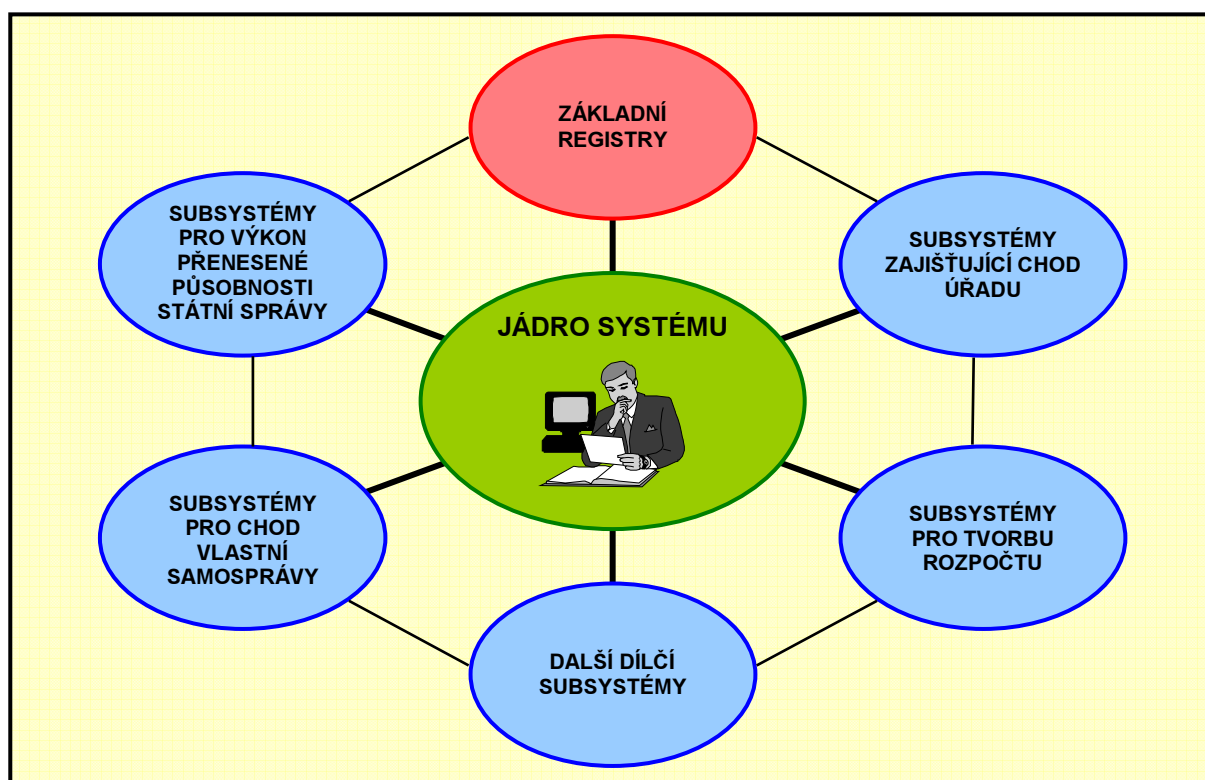 ZÁKLADNÍ
REGISTRY
SUBSYSTÉMY
PRO VÝKON
PŘENESENÉ
PŮSOBNOSTI
STÁTNÍ SPRÁVY
SUBSYSTÉMY
ZAJIŠŤUJÍCÍ CHOD
ÚŘADU
JÁDRO SYSTÉMU
SUBSYSTÉMY
PRO CHOD
VLASTNÍ
SAMOSPRÁVY
SUBSYSTÉMY
PRO TVORBU
ROZPOČTU
DALŠÍ DÍLČÍ
SUBSYSTÉMY